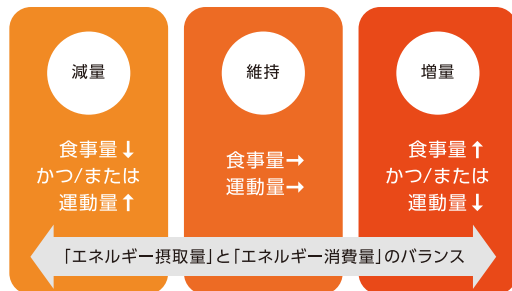 減量
食事量↓
かつ/または
運動量↑
維持
食事量→
運動量→
増量
食事量↑
かつ/または
運動量↓
「エネルギー摂取量」と「エネルギー消費量」のバランス